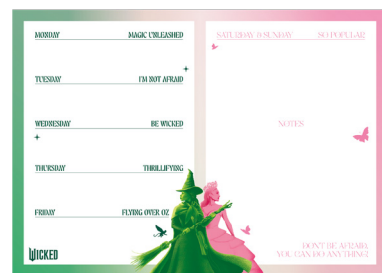 MONDAY MAGIC UNLEASHED
TUESDAY I'M NOT AFRAID
WEDNESDAY BE WICKED
THURSDAY THRILLIFYING
FRIDAY FLYING OVER OZ
WICKED
SATURDAY & SUNDAY SO POPULAR
NOTES
DON'T BE AFRAID,
YOU CAN DO ANYTHING!